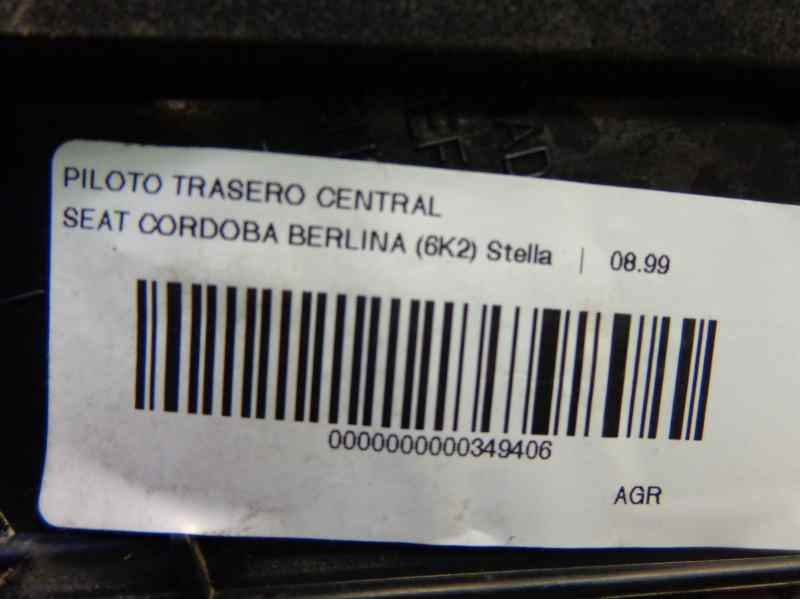 PILOTO TRASERO CENTRAL
SEAT CORDOBA BERLINA (6K2) Stella | 08.99
0000000000349406
AGR